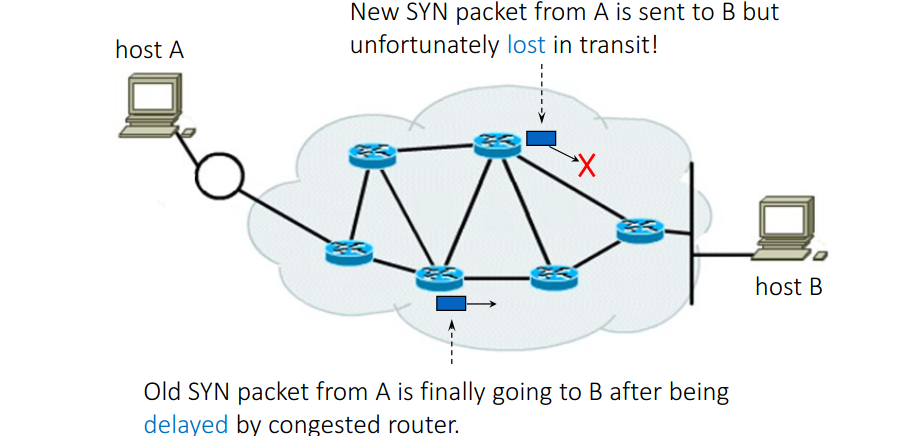 New SYN packet from A is sent to B but
unfortunately lost in transit!
host A
X
host B
Old SYN packet from A is finally going to B after being
delayed by congested router.